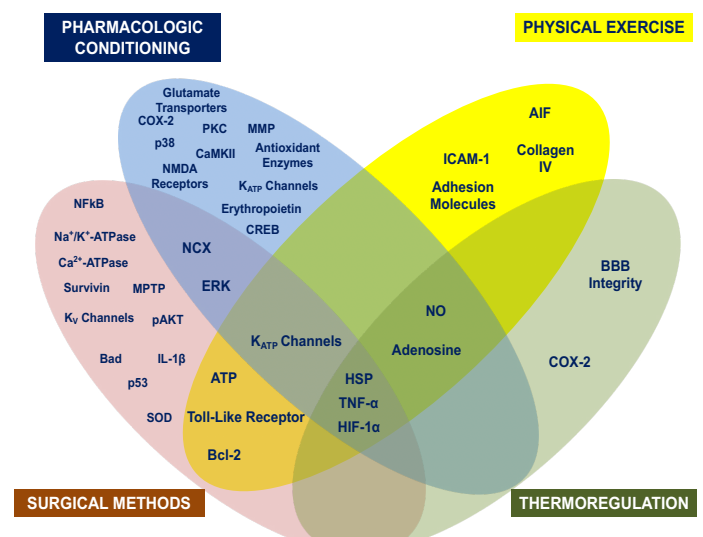 PHARMACOLOGIC
CONDITIONING
PHYSICAL EXERCISE
Glutamate
Transporters
COX-2
PKC
MMP
p38
CaMKII
Antioxidant
Enzymes
NMDA
Receptors
K_ATP Channels
Erythropoietin
CREB
AIF
ICAM-1
Collagen
IV
Adhesion
Molecules
NFkB
Na⁺/K⁺-ATPase
Ca²⁺-ATPase
Survivin
MPTP
K_V Channels
pAKT
Bad
IL-1β
p53
SOD
NCX
ERK
K_ATP Channels
ATP
Toll-Like Receptor
Bcl-2
HSP
TNF-α
HIF-1α
NO
Adenosine
BBB
Integrity
COX-2
SURGICAL METHODS
THERMOREGULATION